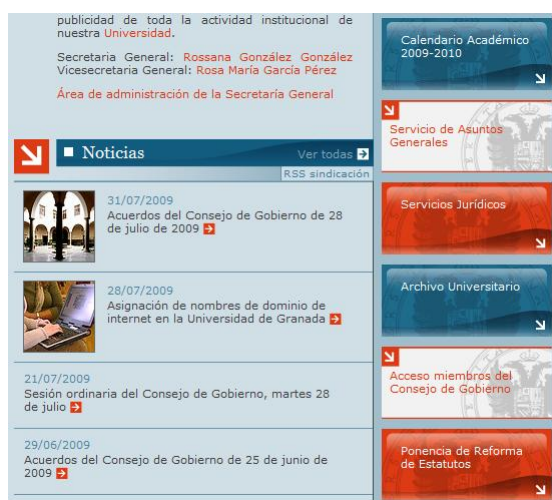 publicidad de toda la actividad institucional de
nuestra Universidad.
Secretaria General: Rossana González González
Vicesecretaria General: Rosa María García Pérez
Área de administración de la Secretaría General
Noticias
Ver todas
RSS sindicación
31/07/2009
Acuerdos del Consejo de Gobierno de 28
de julio de 2009
28/07/2009
Asignación de nombres de dominio de
internet en la Universidad de Granada
21/07/2009
Sesión ordinaria del Consejo de Gobierno, martes 28
de julio
29/06/2009
Acuerdos del Consejo de Gobierno de 25 de junio de
2009
Calendario Académico
2009-2010
Servicio de Asuntos
Generales
Servicios Jurídicos
Archivo Universitario
Acceso miembros del
Consejo de Gobierno
Ponencia de Reforma
de Estatutos